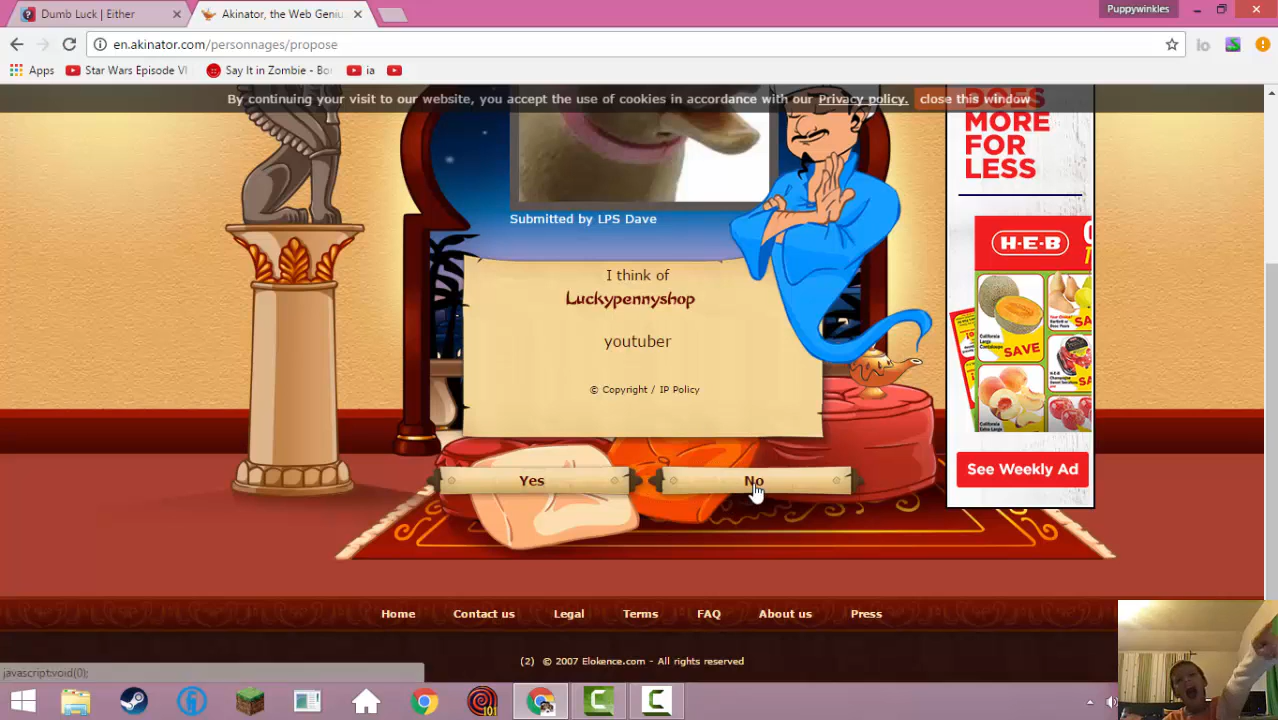 Dumb Luck | Either
Akinator, the Web Geniu
Puppywinkles
en.akinator.com/personnages/propose
io
Apps
Star Wars Episode VI
Say It in Zombie - Bo
ia
By continuing your visit to our website, you accept the use of cookies in accordance with our Privacy policy. close this window
DOES
MORE
FOR
LESS
Submitted by LPS Dave
I think of
Luckypennyshop
youtuber
© Copyright / IP Policy
H-E-B
SAVE
SAVE
See Weekly Ad
Yes
No
Home
Contact us
Legal
Terms
FAQ
About us
Press
(2) © 2007 Elokence.com - All rights reserved
javascript:void(0);
101